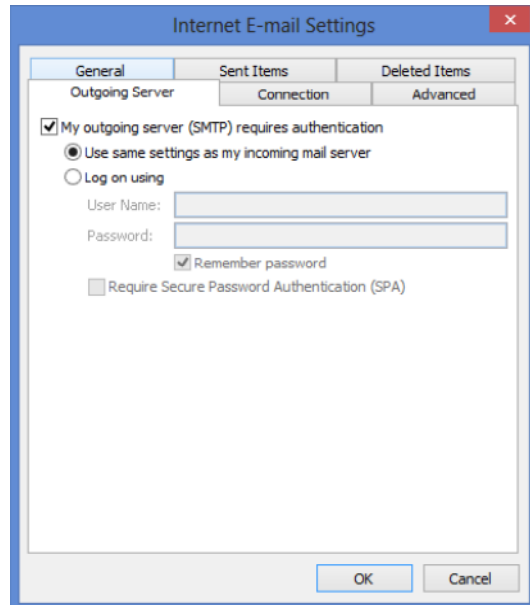 Internet E-mail Settings
General Sent Items Deleted Items
Outgoing Server Connection Advanced
My outgoing server (SMTP) requires authentication
Use same settings as my incoming mail server
Log on using
User Name:
Password:
Remember password
Require Secure Password Authentication (SPA)
OK Cancel